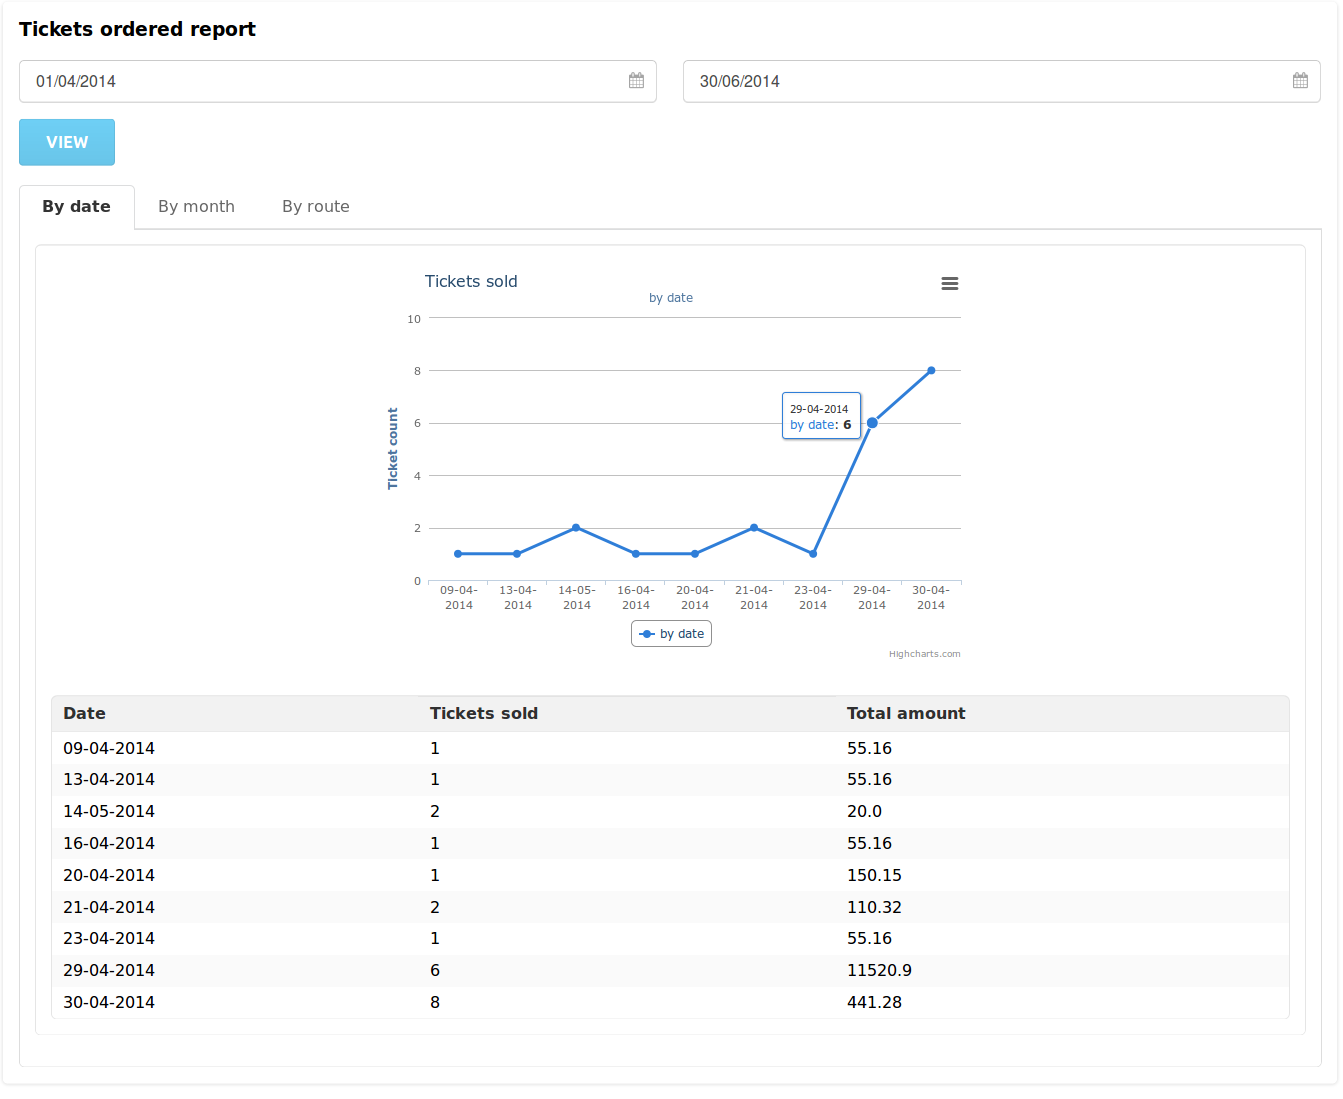 Tickets ordered report
01/04/2014 30/06/2014
VIEW
By date By month By route
Tickets sold
by date
10
8
6
4
2
0
Ticket count
29-04-2014
by date: 6
09-04-2014 13-04-2014 14-05-2014 16-04-2014 20-04-2014 21-04-2014 23-04-2014 29-04-2014 30-04-2014
by date
Highcharts.com
Date Tickets sold Total amount
09-04-2014 1 55.16
13-04-2014 1 55.16
14-05-2014 2 20.0
16-04-2014 1 55.16
20-04-2014 1 150.15
21-04-2014 2 110.32
23-04-2014 1 55.16
29-04-2014 6 11520.9
30-04-2014 8 441.28